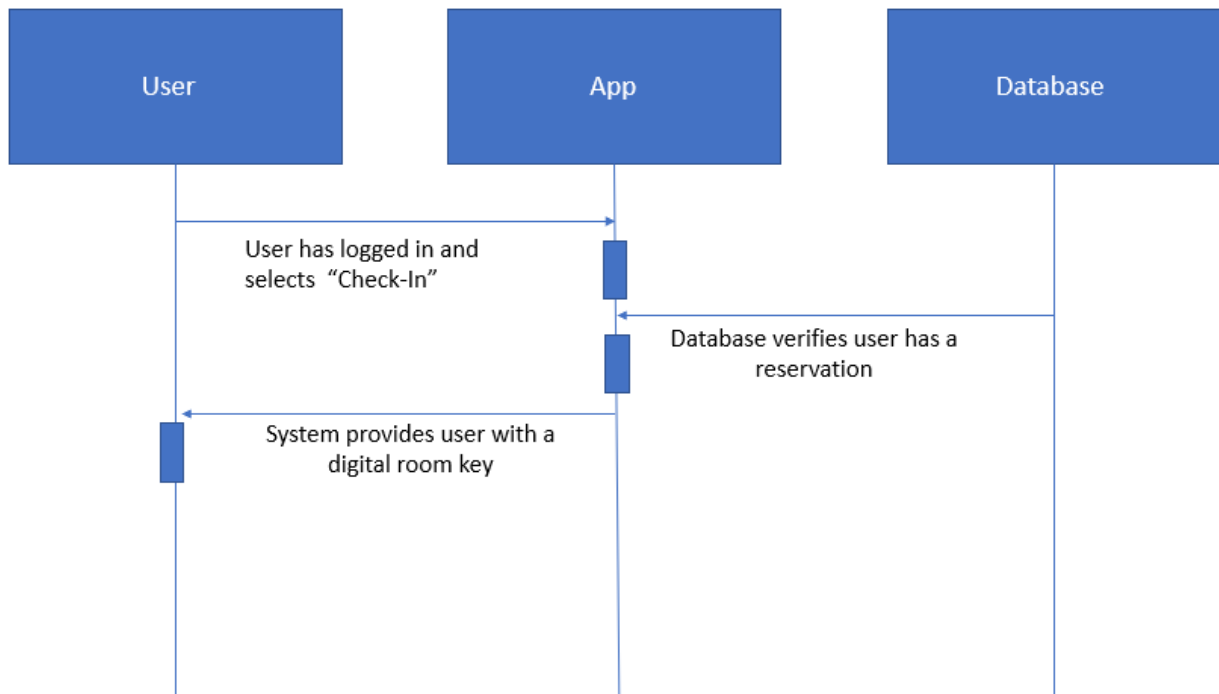 User
App
Database
User has logged in and
selects  “Check-In”
Database verifies user has a
reservation
System provides user with a
digital room key